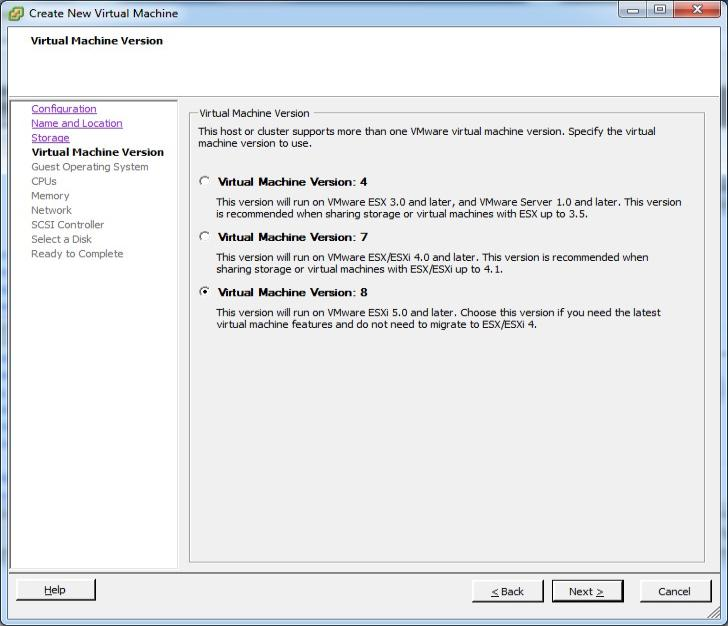 Create New Virtual Machine
Virtual Machine Version
Configuration
Name and Location
Storage
Virtual Machine Version
Guest Operating System
CPUs
Memory
Network
SCSI Controller
Select a Disk
Ready to Complete
Virtual Machine Version
This host or cluster supports more than one VMware virtual machine version. Specify the virtual
machine version to use.
Virtual Machine Version: 4
This version will run on VMware ESX 3.0 and later, and VMware Server 1.0 and later. This version
is recommended when sharing storage or virtual machines with ESX up to 3.5.
Virtual Machine Version: 7
This version will run on VMware ESX/ESXi 4.0 and later. This version is recommended when
sharing storage or virtual machines with ESX/ESXi up to 4.1.
Virtual Machine Version: 8
This version will run on VMware ESXi 5.0 and later. Choose this version if you need the latest
virtual machine features and do not need to migrate to ESX/ESXi 4.
Help
< Back
Next >
Cancel